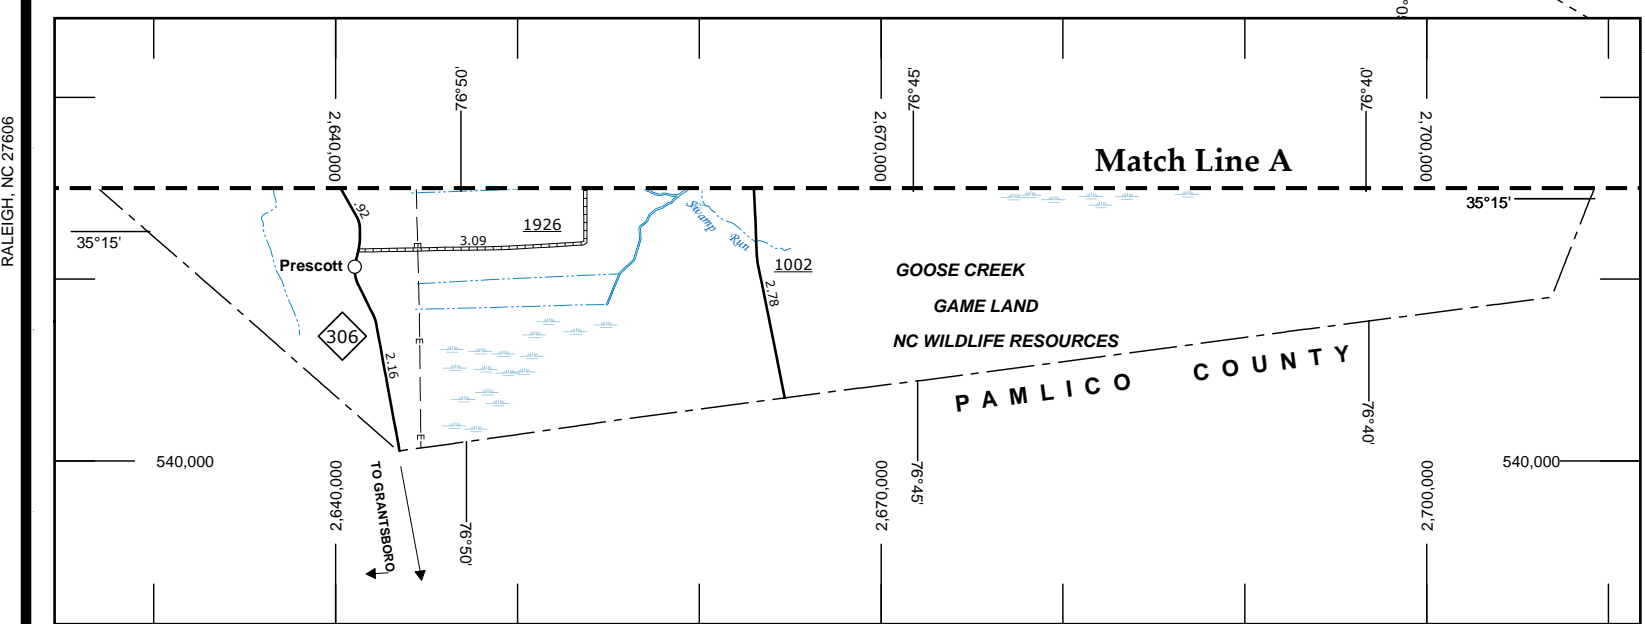 RALEIGH, NC 27606
2,640,000
76°50'
2,670,000
76°45'
76°40'
2,700,000
Match Line A
.92
1926
3.09
Swamp Run
1002
2.78
35°15'
35°15'
Prescott
306
2.16
GOOSE CREEK
GAME LAND
NC WILDLIFE RESOURCES
PAMLICO COUNTY
540,000
540,000
E
E
E
TO GRANTSBORO
2,640,000
76°50'
2,670,000
76°45'
76°40'
2,700,000